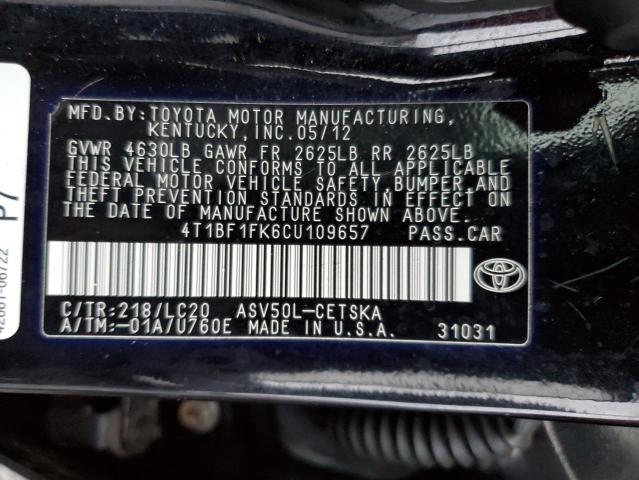 MFD.BY:TOYOTA MOTOR MANUFACTURING,
KENTUCKY, INC.05/12
GVWR 4630LB GAWR FR 2625LB RR 2625LB
THIS VEHICLE CONFORMS TO ALL APPLICABLE
FEDERAL MOTOR VEHICLE SAFETY, BUMPER, AND
THEFT PREVENTION STANDARDS IN EFFECT ON
THE DATE OF MANUFACTURE SHOWN ABOVE.
4T1BF1FK6CU109657 PASS.CAR
C/TR:218/LC20 ASV50L-CETSKA
A/TM:-01A/U760E MADE IN U.S.A. 31031
P7